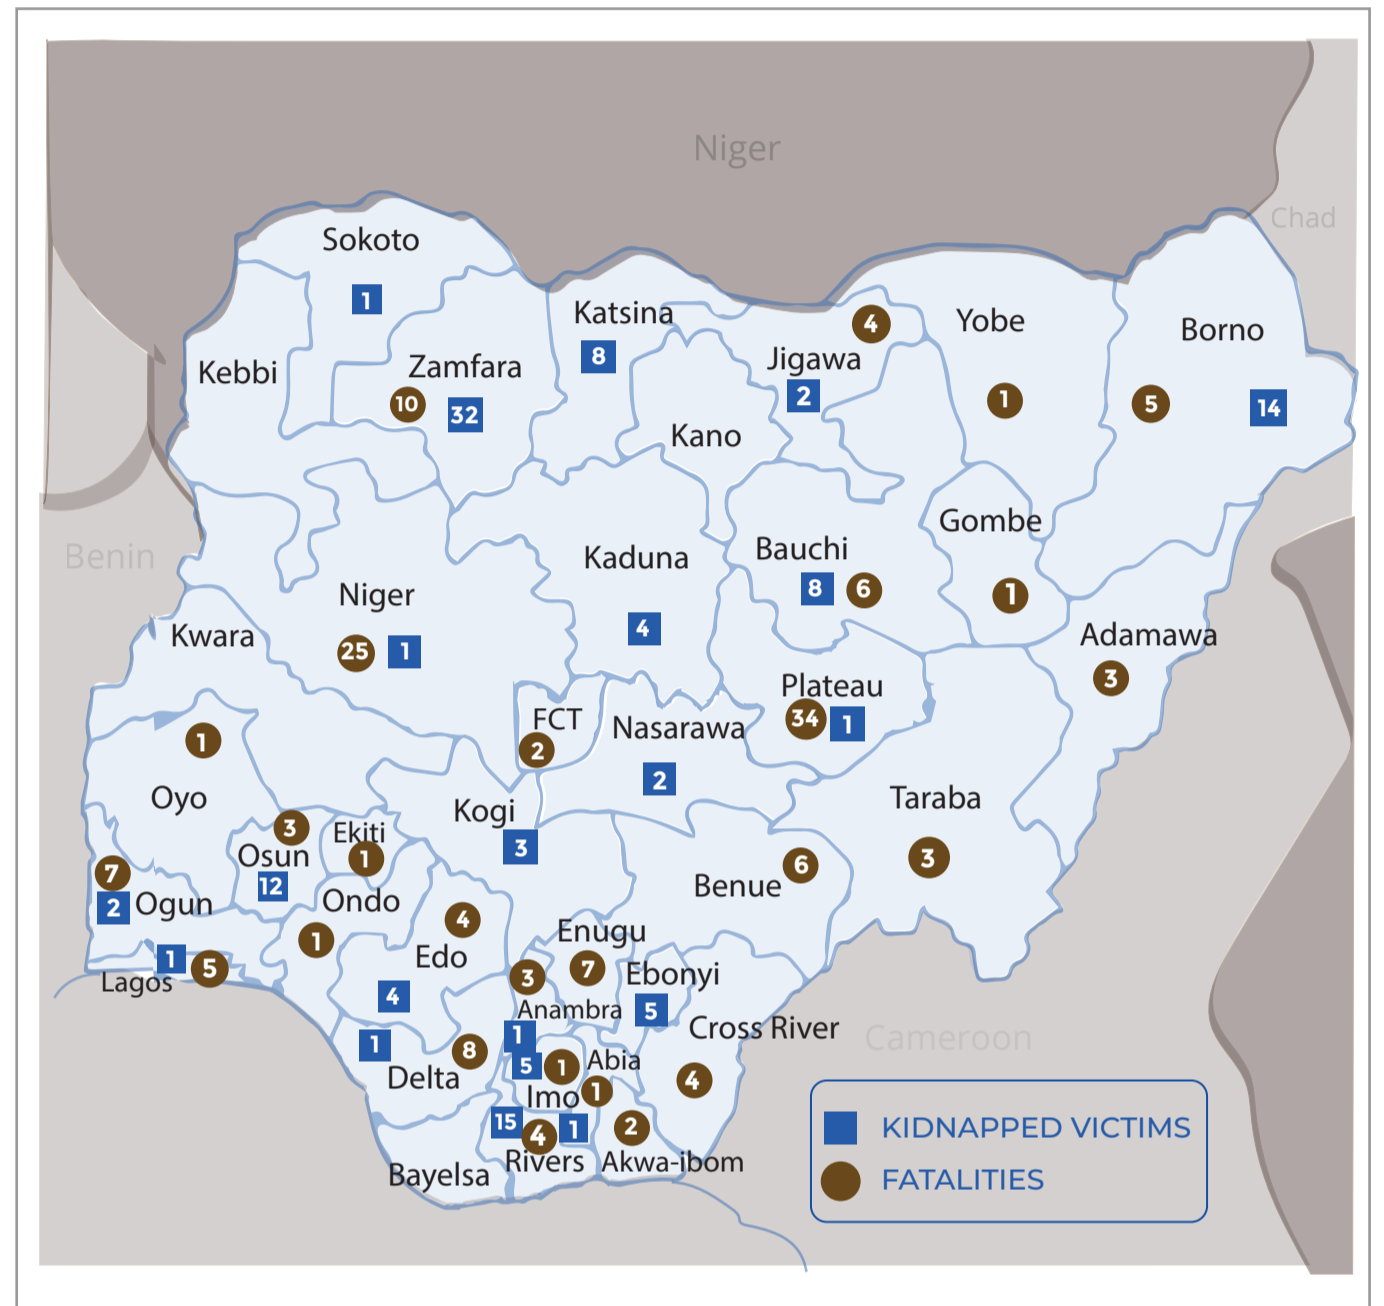 Niger
Chad
Sokoto
1
Katsina
8
Yobe
1
Borno
5
14
4
Jigawa
2
Kebbi
Zamfara
10
32
Kano
Gombe
1
Benin
Kaduna
4
Bauchi
8
6
Niger
25
1
Kwara
Adamawa
3
Plateau
34
1
FCT
2
Nasarawa
2
1
Oyo
Kogi
3
Taraba
3
3
Osun
12
Ekiti
1
Benue
6
7
2
Ogun
Ondo
1
4
Edo
4
Enugu
7
Ebonyi
5
1
5
Lagos
3
Anambra
1
Cross River
4
Cameroon
1
8
Delta
5
1
Imo
Abia
1
15
4
1
Rivers
2
Akwa-ibom
Bayelsa
KIDNAPPED VICTIMS
FATALITIES